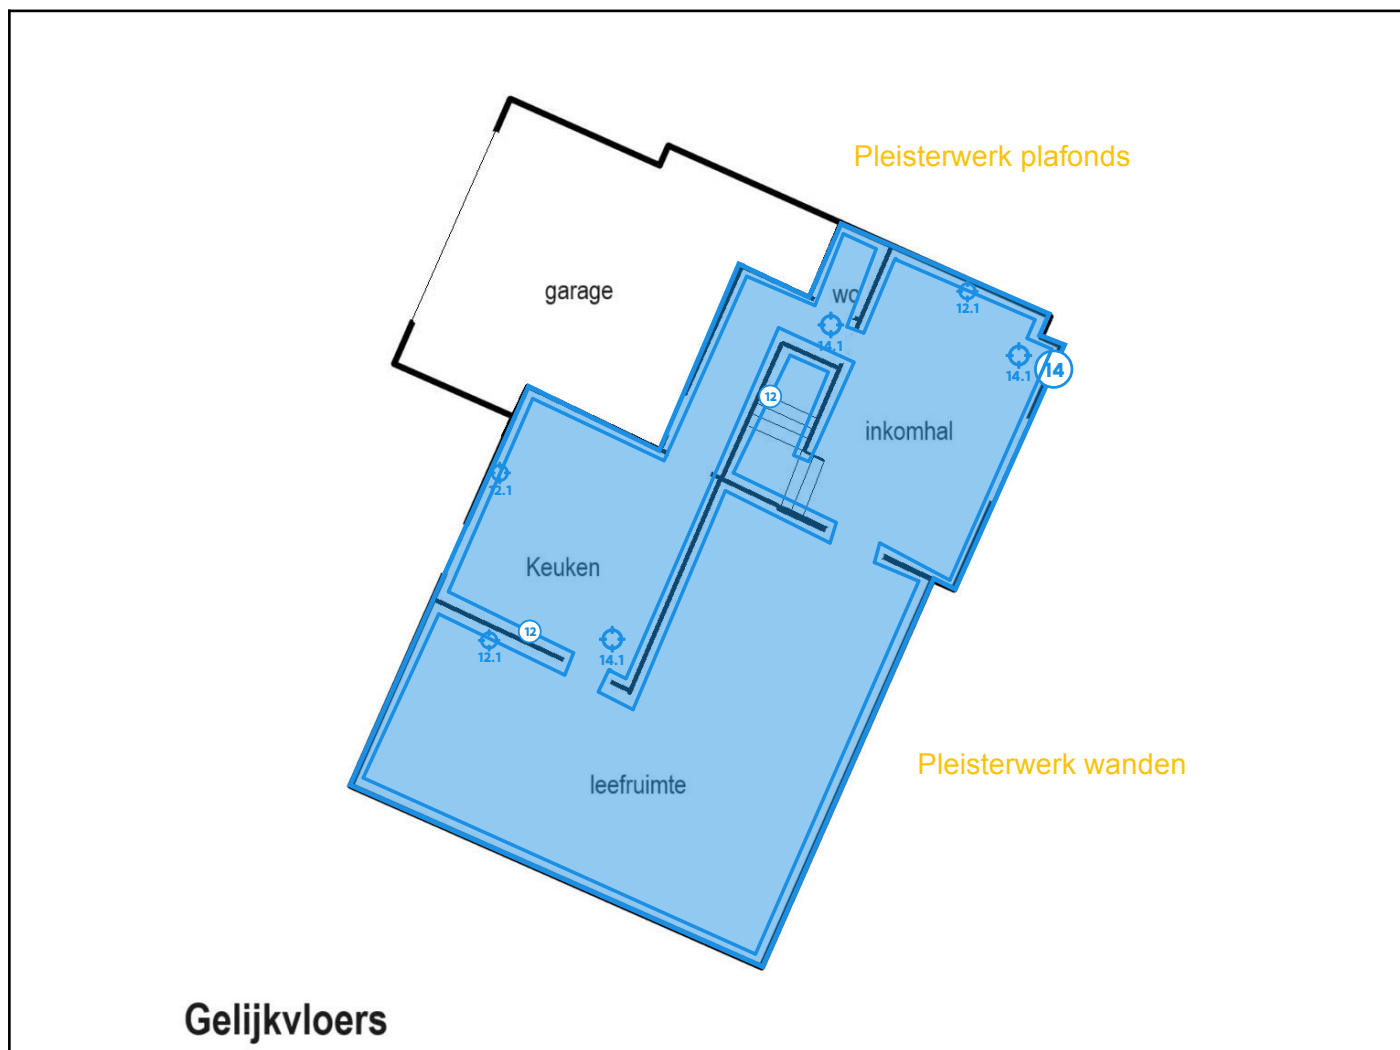 Pleisterwerk plafonds
garage
wc
12.1
14.1
14.1
14
12
inkomhal
12.1
Keuken
12
12.1
14.1
Pleisterwerk wanden
leefruimte
Gelijkvloers